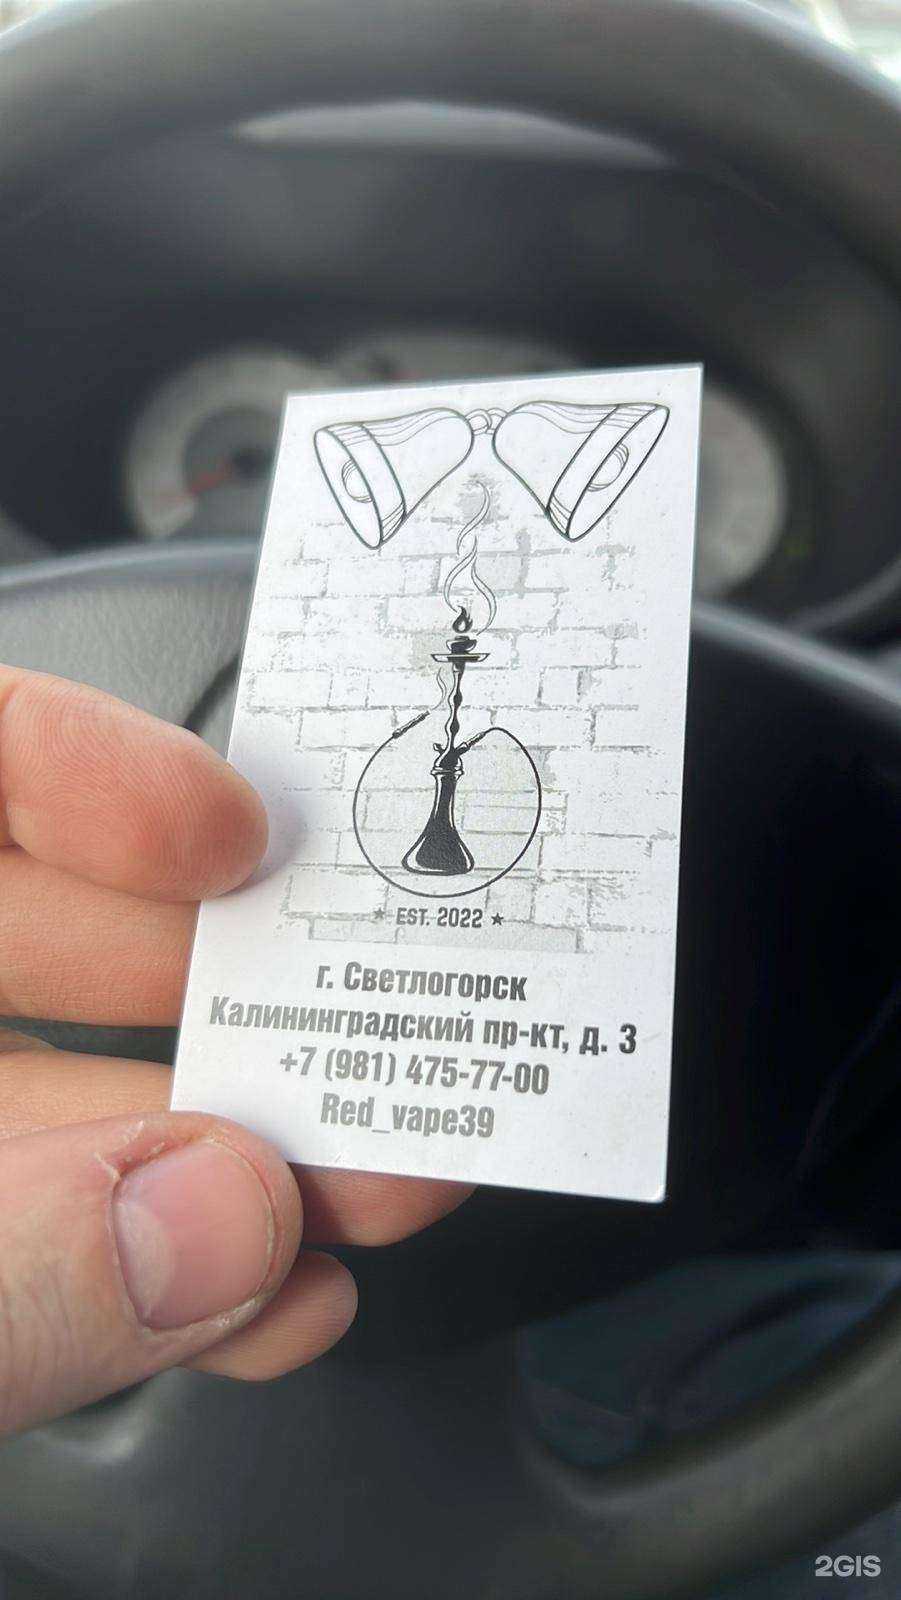 ★ EST. 2022 ★
г. Светлогорск
Калининградский пр-кт, д. 3
+7 (981) 475-77-00
Red_vape39
2GIS